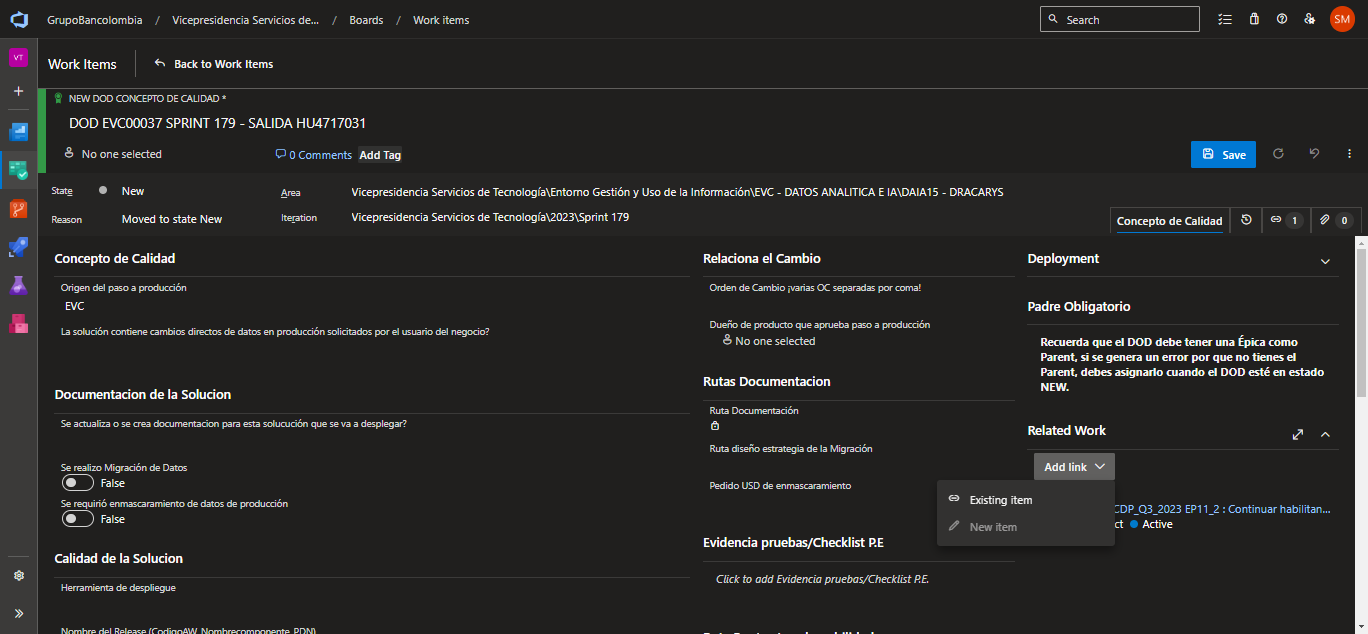 GrupoBancolombia / Vicepresidencia Servicios de... / Boards / Work items
Search
SM
VT
Work Items
Back to Work Items
NEW DOD CONCEPTO DE CALIDAD *
DOD EVC00037 SPRINT 179 - SALIDA HU4717031
No one selected
0 Comments
Add Tag
Save
State
New
Area
Vicepresidencia Servicios de Tecnología\Entorno Gestión y Uso de la Información\EVC - DATOS ANALITICA E IA\DAIA15 - DRACARYS
Reason
Moved to state New
Iteration
Vicepresidencia Servicios de Tecnología\2023\Sprint 179
Concepto de Calidad
1
0
Concepto de Calidad
Origen del paso a producción
EVC
La solución contiene cambios directos de datos en producción solicitados por el usuario del negocio?
Documentacion de la Solucion
Se actualiza o se crea documentacion para esta solucución que se va a desplegar?
Se realizo Migración de Datos
False
Se requirió enmascaramiento de datos de producción
False
Calidad de la Solucion
Herramienta de despliegue
Nombre del Release (CodigoAW_Nombrecomponente_PDN)
Relaciona el Cambio
Orden de Cambio ¡varias OC separadas por coma!
Dueño de producto que aprueba paso a producción
No one selected
Rutas Documentacion
Ruta Documentación
Ruta diseño estrategia de la Migración
Pedido USD de enmascaramiento
Evidencia pruebas/Checklist P.E
Click to add Evidencia pruebas/Checklist P.E.
Deployment
Padre Obligatorio
Recuerda que el DOD debe tener una Épica como
Parent, si se genera un error por que no tienes el
Parent, debes asignarlo cuando el DOD esté en estado
NEW.
Related Work
Add link
Existing item
New item
CDP_Q3_2023 EP11_2 : Continuar habilitan...
ct
Active